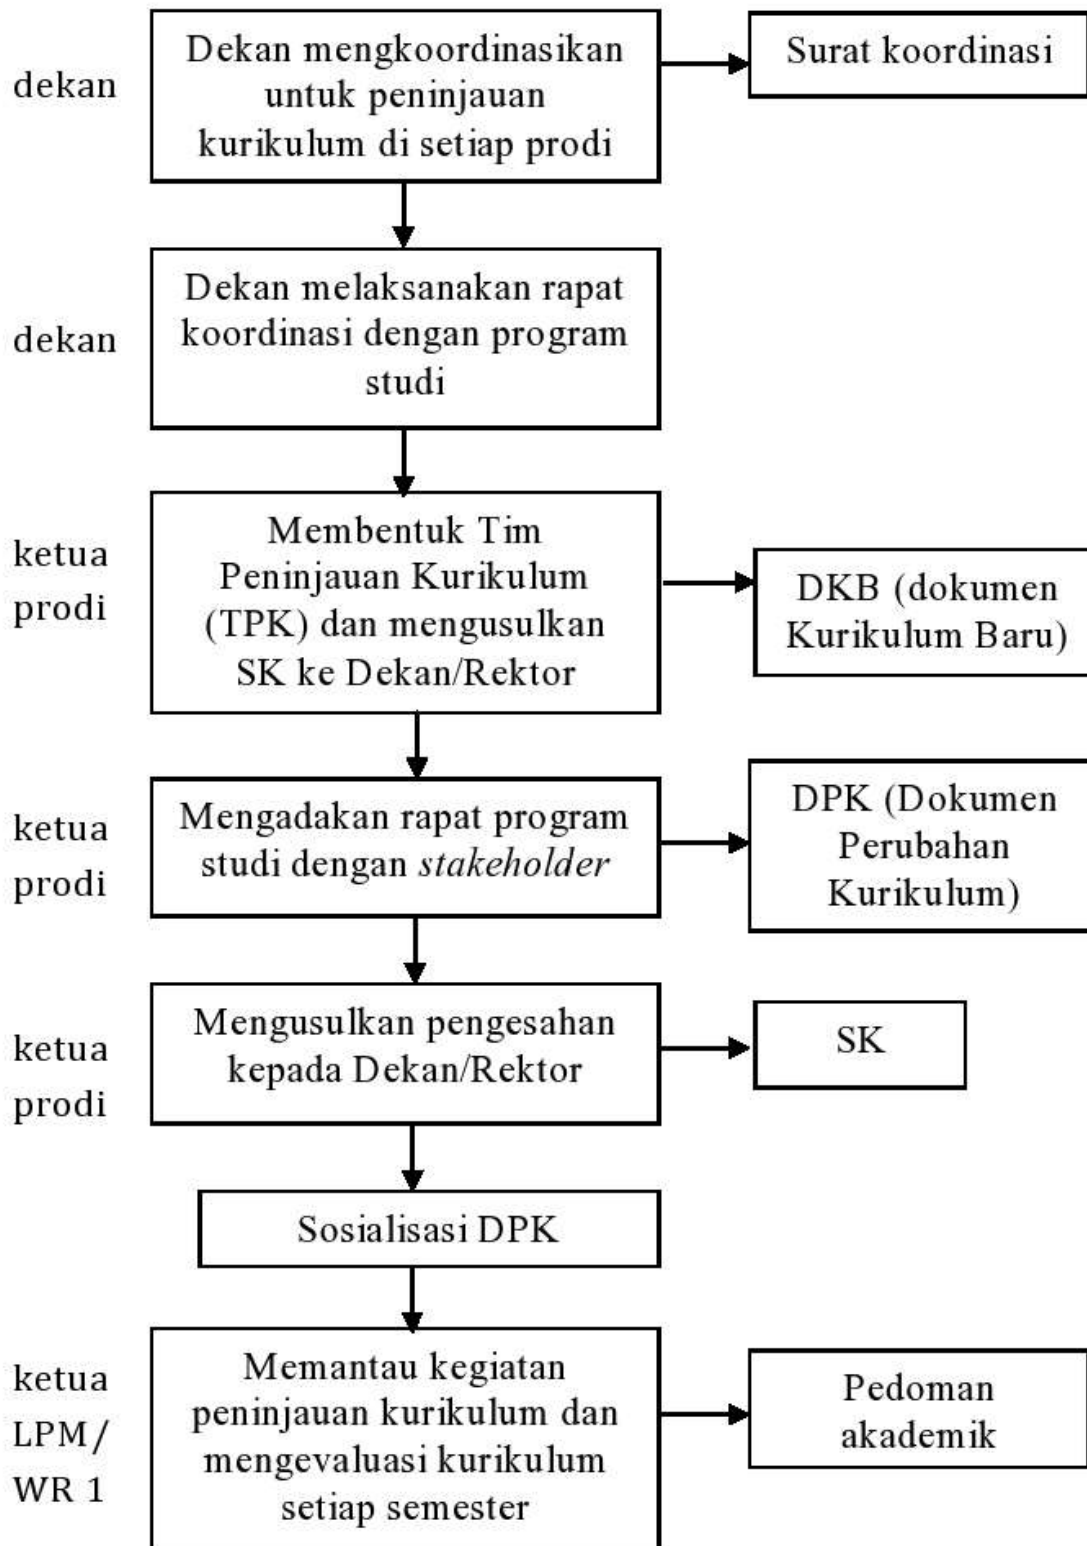 dekan
Dekan mengkoordinasikan
untuk peninjauan
kurikulum di setiap prodi
Surat koordinasi
dekan
Dekan melaksanakan rapat
koordinasi dengan program
studi
ketua
prodi
Membentuk Tim
Peninjauan Kurikulum
(TPK) dan mengusulkan
SK ke Dekan/Rektor
DKB (dokumen
Kurikulum Baru)
ketua
prodi
Mengadakan rapat program
studi dengan stakeholder
DPK (Dokumen
Perubahan
Kurikulum)
ketua
prodi
Mengusulkan pengesahan
kepada Dekan/Rektor
SK
Sosialisasi DPK
ketua
LPM/
WR 1
Memantau kegiatan
peninjauan kurikulum dan
mengevaluasi kurikulum
setiap semester
Pedoman
akademik